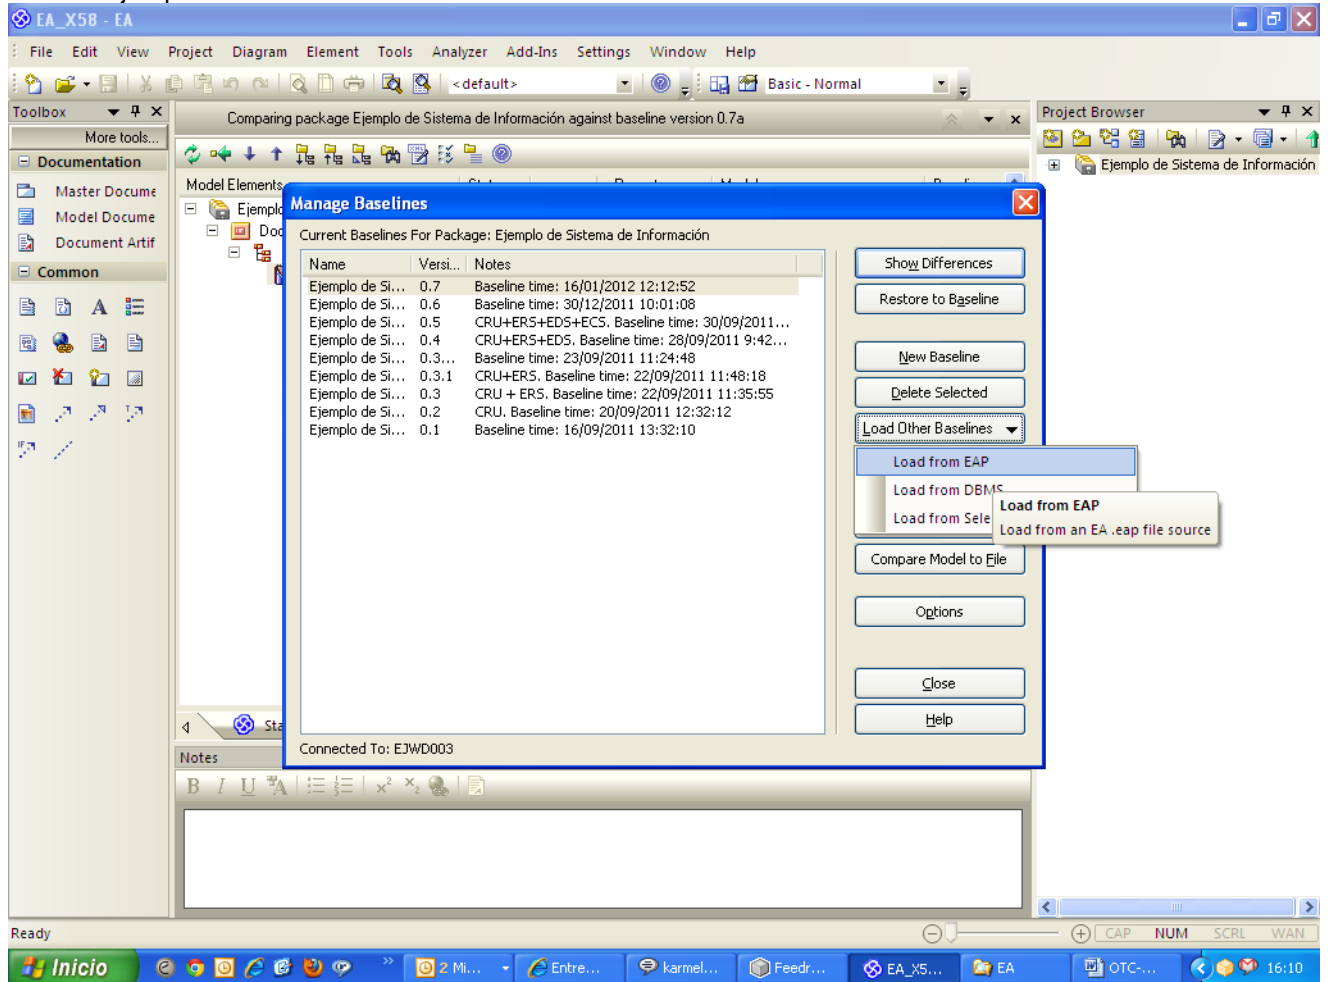 EA_X58 - EA
File Edit View Project Diagram Element Tools Analyzer Add-Ins Settings Window Help
<default> Basic - Normal
Toolbox
More tools...
Documentation
Master Docume
Model Docume
Document Artif
Common
Comparing package Ejemplo de Sistema de Información against baseline version 0.7a
Model Elements
Ejemplo
Doc
Project Browser
Ejemplo de Sistema de Información
Manage Baselines
Current Baselines For Package: Ejemplo de Sistema de Información
Name Versi... Notes
Ejemplo de Si... 0.7 Baseline time: 16/01/2012 12:12:52
Ejemplo de Si... 0.6 Baseline time: 30/12/2011 10:01:08
Ejemplo de Si... 0.5 CRU+ERS+EDS+ECS. Baseline time: 30/09/2011...
Ejemplo de Si... 0.4 CRU+ERS+EDS. Baseline time: 28/09/2011 9:42...
Ejemplo de Si... 0.3... Baseline time: 23/09/2011 11:24:48
Ejemplo de Si... 0.3.1 CRU+ERS. Baseline time: 22/09/2011 11:48:18
Ejemplo de Si... 0.3 CRU + ERS. Baseline time: 22/09/2011 11:35:55
Ejemplo de Si... 0.2 CRU. Baseline time: 20/09/2011 12:32:12
Ejemplo de Si... 0.1 Baseline time: 16/09/2011 13:32:10
Show Differences
Restore to Baseline
New Baseline
Delete Selected
Load Other Baselines
Load from EAP
Load from DBMS
Load from Sele
Load from EAP
Load from an EA .eap file source
Compare Model to File
Options
Close
Help
Connected To: EJWD003
Sta
Notes
B I U A x² x₂
Ready
CAP NUM SCRL WAN
Inicio
2 Mi... Entre... karmel... Feedr... EA_X5... EA OTC-... 16:10